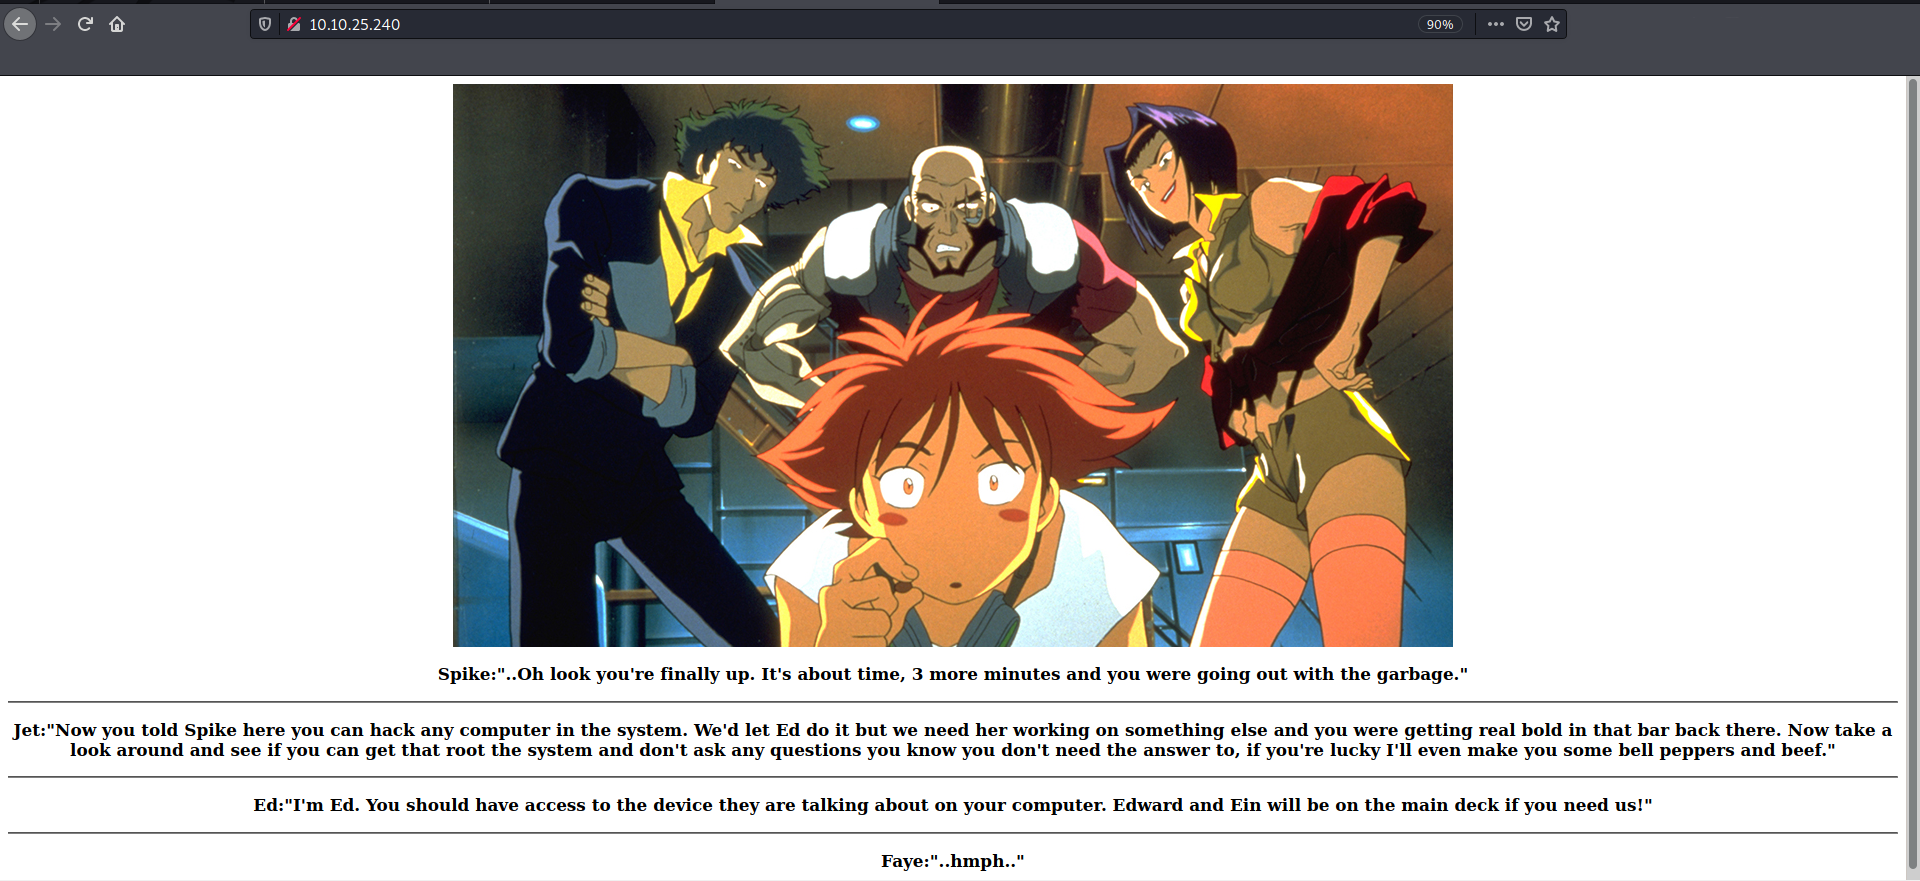 10.10.25.240
90%
Spike:"..Oh look you're finally up. It's about time, 3 more minutes and you were going out with the garbage."
Jet:"Now you told Spike here you can hack any computer in the system. We'd let Ed do it but we need her working on something else and you were getting real bold in that bar back there. Now take a
look around and see if you can get that root the system and don't ask any questions you know you don't need the answer to, if you're lucky I'll even make you some bell peppers and beef."
Ed:"I'm Ed. You should have access to the device they are talking about on your computer. Edward and Ein will be on the main deck if you need us!"
Faye:"..hmph.."